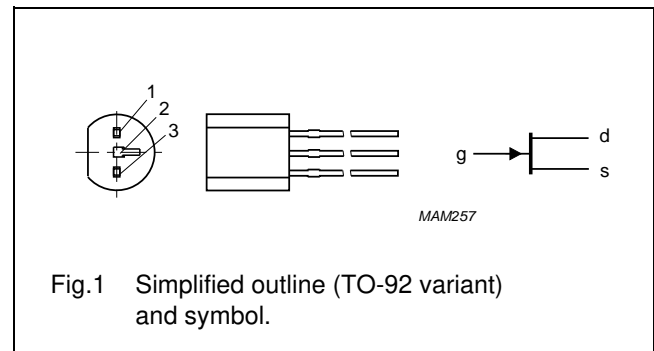 1
2
3
g
d
s
MAM257
Fig.1 Simplified outline (TO-92 variant)
and symbol.